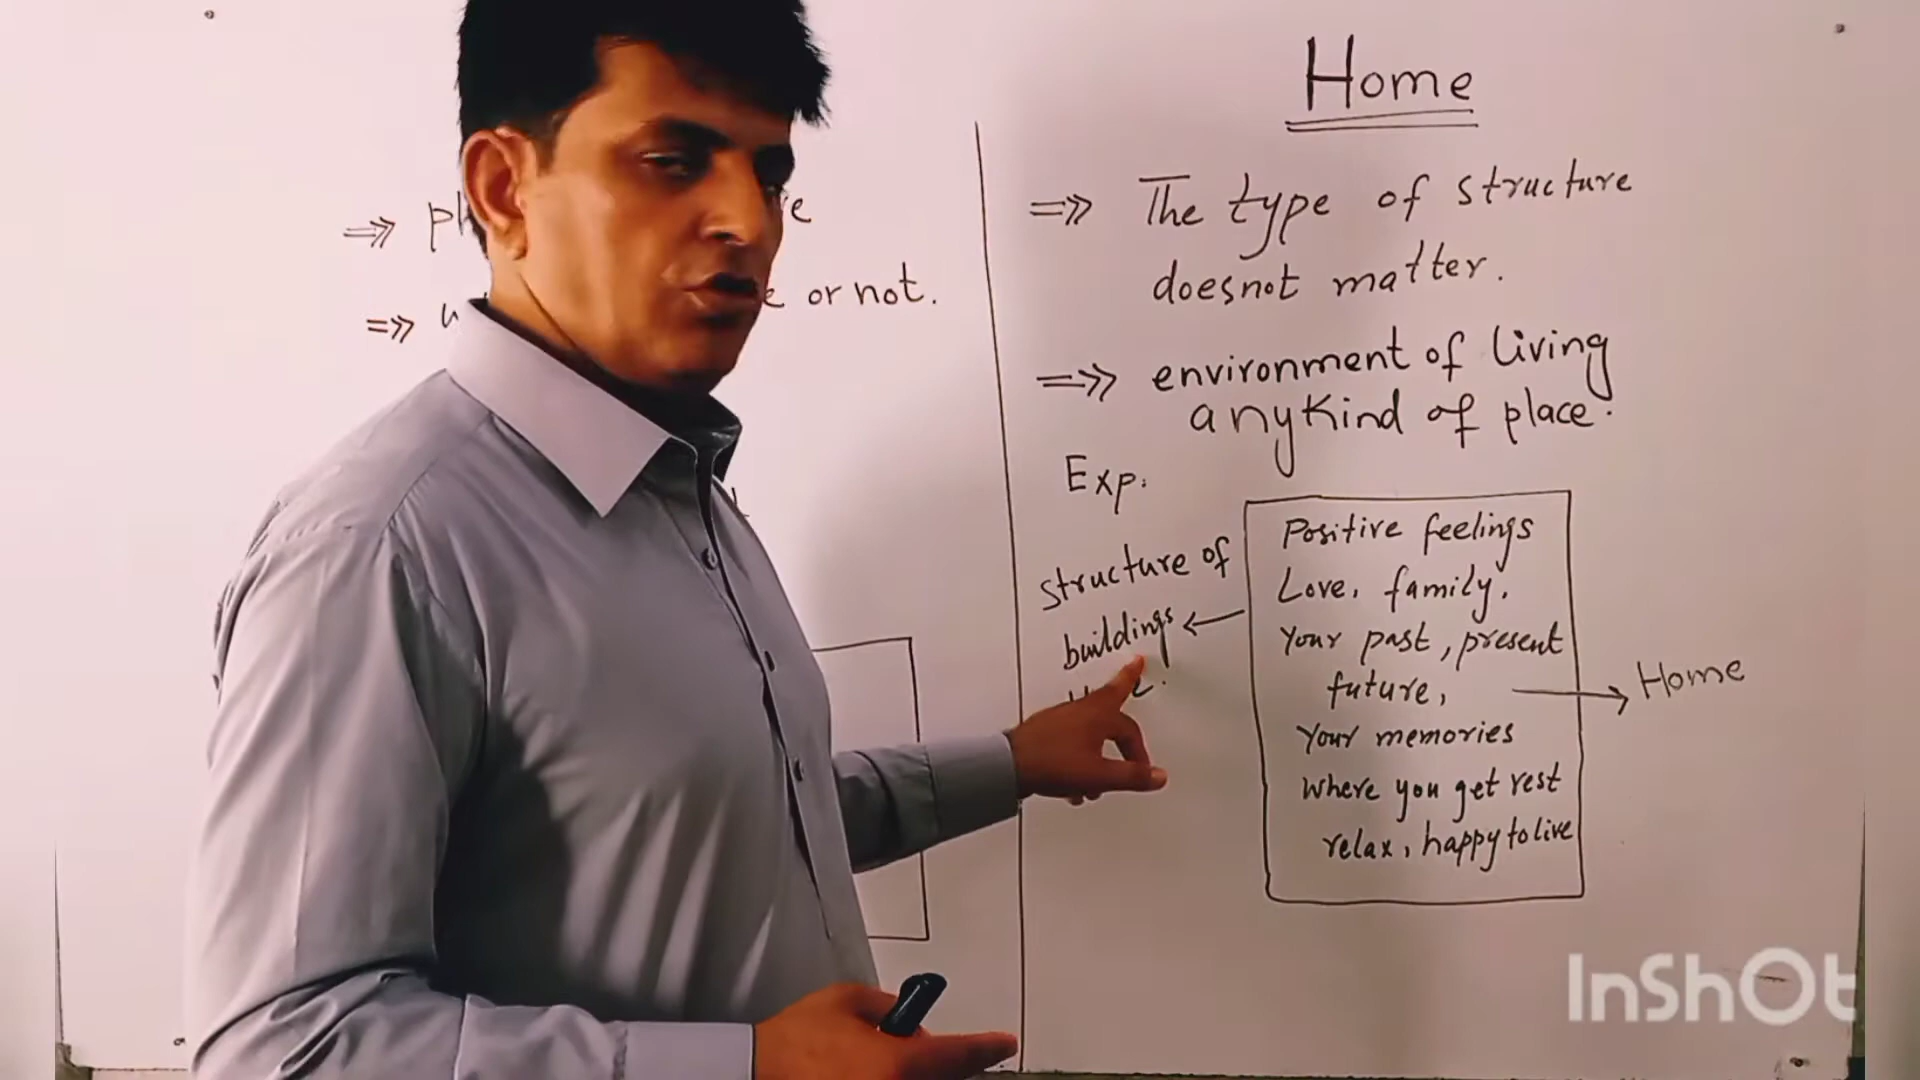 or not.
Home
=>> The type of structure
doesnot matter.
=>> environment of living
anykind of place.
Exp:
structure of
buildings
Positive feelings
Love, family,
Your past, present
future,
Your memories
Where you get rest
relax, happy to live
Home
InShOt